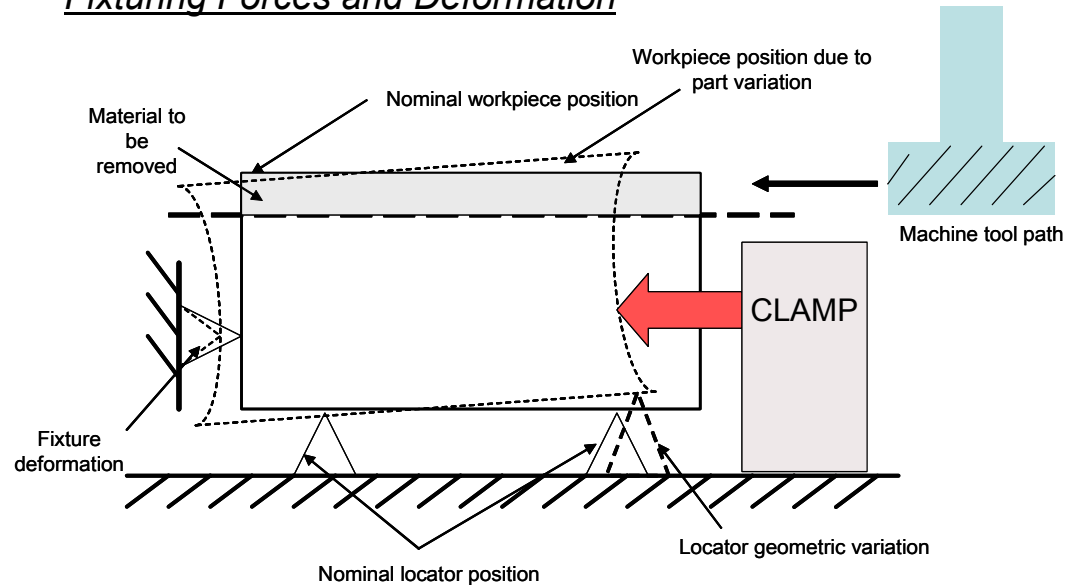 Fixturing Forces and Deformation
Workpiece position due to
part variation
Nominal workpiece position
Material to
be
removed
Machine tool path
CLAMP
Fixture
deformation
Locator geometric variation
Nominal locator position